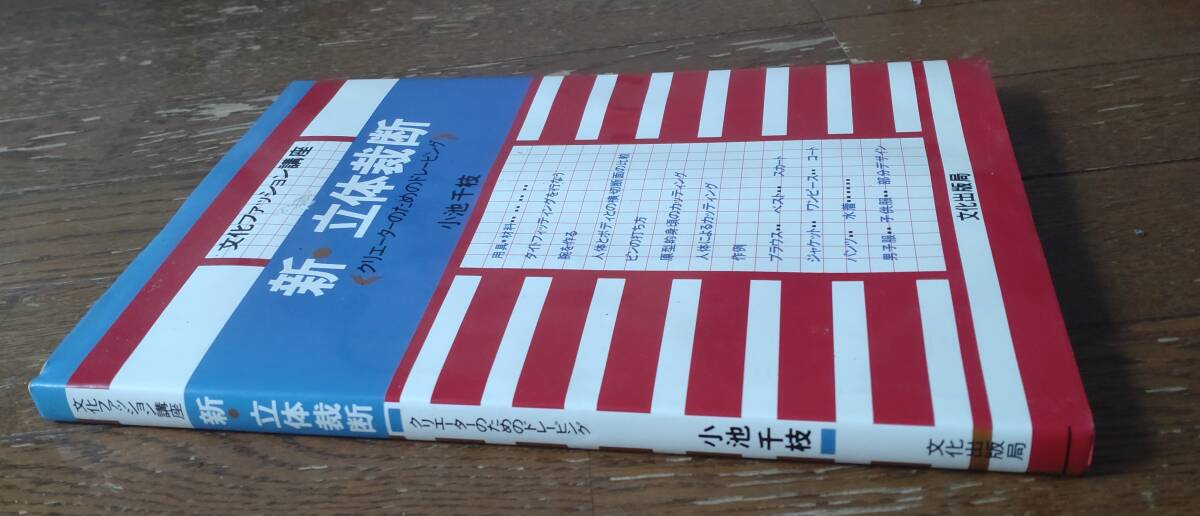 文化ファッション講座
新・立体裁断
《クリエーターのためのドレーピング》
小池千枝
用具・材料・・・・・・
タイトフィッティングを行なう
腕を作る
人体とボディとの横切断面の比較
ピンの打ち方
原型的身頃のカッティング
人体によるカッティング
作例
ブラウス・・ベスト・・スカート
ジャケット・・ワンピース・・コート
パンツ・・水着・・・・・・
男子服・・子供服・・部分デザイン
文化出版局
文化ファッション講座
新・立体裁断
クリエーターのためのドレーピング
小池千枝
文化出版局